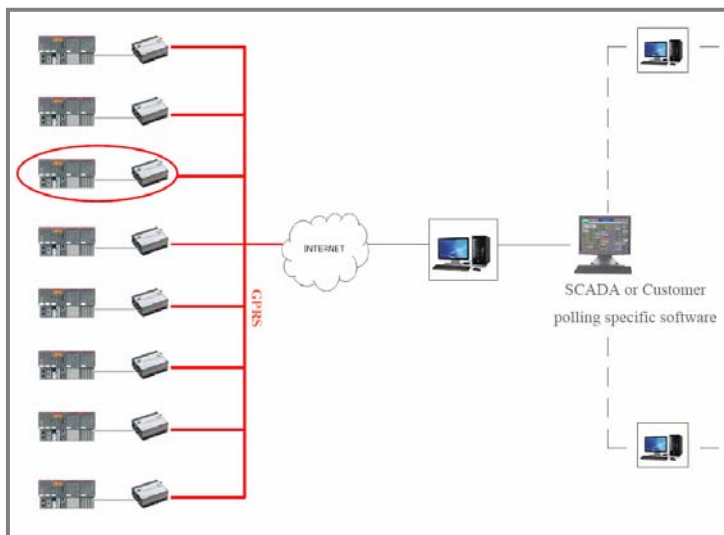 INTERNET
GPRS
SCADA or Customer
polling specific software